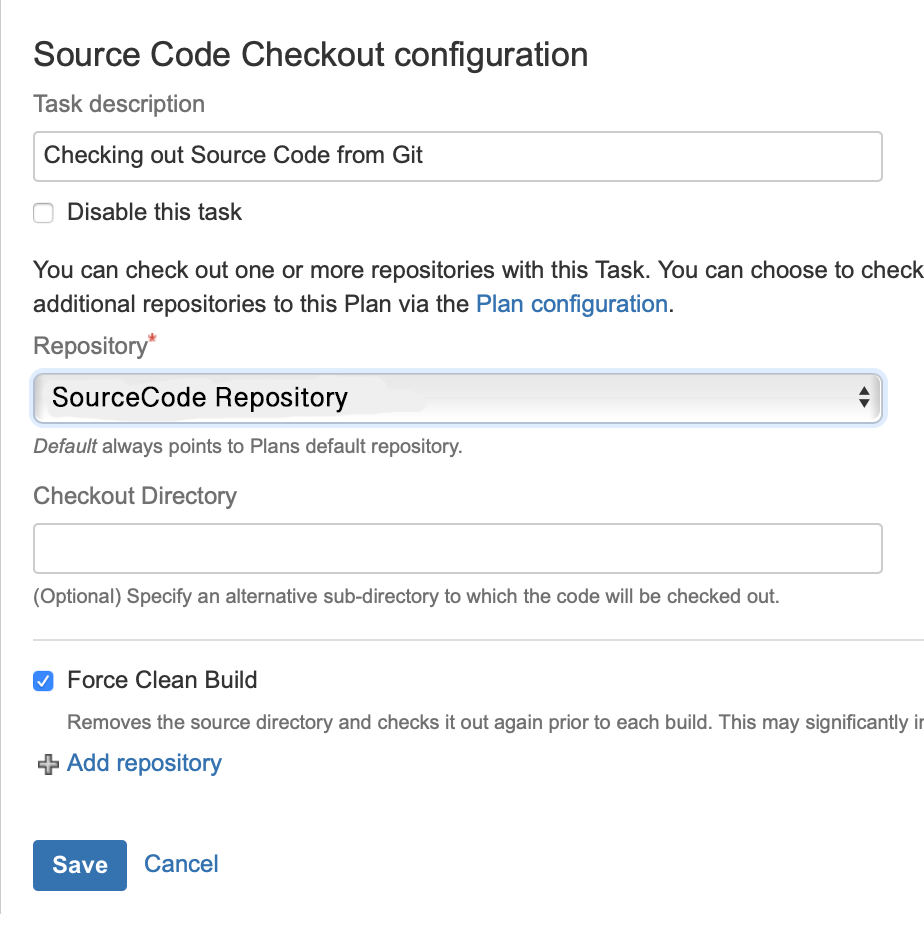 Source Code Checkout configuration
Task description
Checking out Source Code from Git
Disable this task
You can check out one or more repositories with this Task. You can choose to check
additional repositories to this Plan via the Plan configuration.
Repository*
SourceCode Repository
Default always points to Plans default repository.
Checkout Directory
(Optional) Specify an alternative sub-directory to which the code will be checked out.
Force Clean Build
Removes the source directory and checks it out again prior to each build. This may significantly
Add repository
Save Cancel